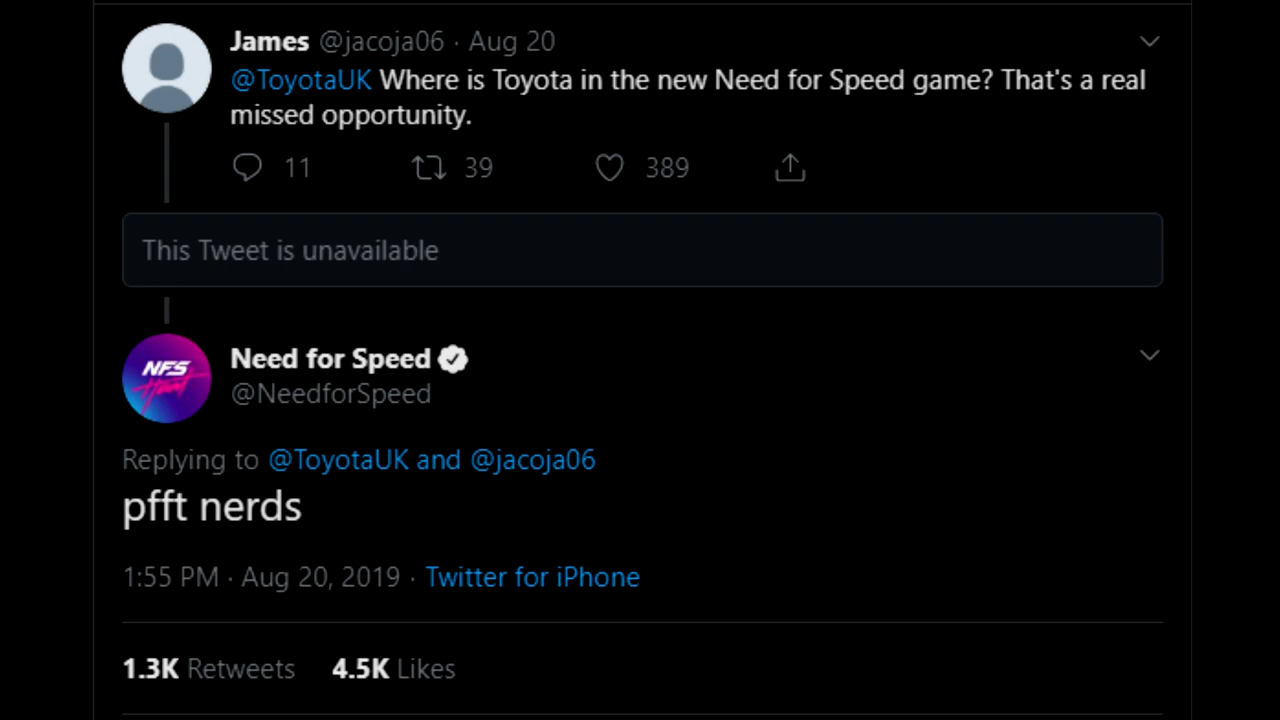 James @jacoja06 · Aug 20
@ToyotaUK Where is Toyota in the new Need for Speed game? That's a real
missed opportunity.
11 39 389
This Tweet is unavailable
NFS
Heat
Need for Speed
@NeedforSpeed
Replying to @ToyotaUK and @jacoja06
pfft nerds
1:55 PM · Aug 20, 2019 · Twitter for iPhone
1.3K Retweets 4.5K Likes